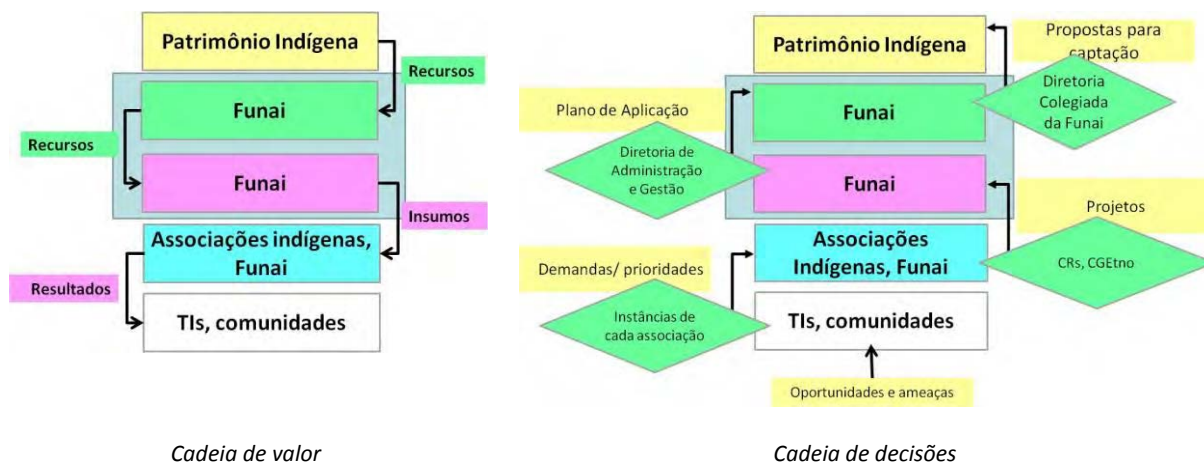 Patrimônio Indígena
Recursos
Funai
Recursos
Funai
Insumos
Associações indígenas,
Funai
Resultados
TIs, comunidades
Cadeia de valor
Patrimônio Indígena
Propostas para
captação
Diretoria
Colegiada
da Funai
Plano de Aplicação
Funai
Diretoria de
Administração
e Gestão
Funai
Projetos
Associações
Indígenas, Funai
CRs, CGEtno
Demandas/ prioridades
Instâncias de
cada associação
TIs, comunidades
Oportunidades e ameaças
Cadeia de decisões